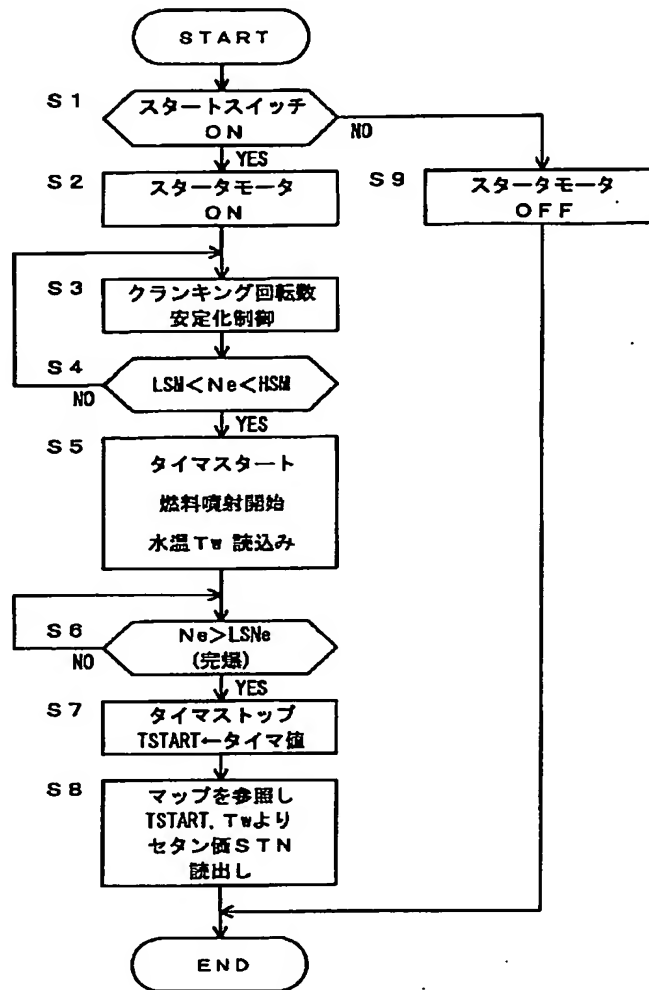 START
S1
スタートスイッチ
ON
NO
YES
S2
スタータモータ
ON
S9
スタータモータ
OFF
S3
クランキング回転数
安定化制御
S4
LSM<Ne<HSM
NO
YES
S5
タイマスタート
燃料噴射開始
水温Tw 読込み
S6
Ne>LSNe
(完爆)
NO
YES
S7
タイマストップ
TSTART←タイマ値
S8
マップを参照し
TSTART, Twより
セタン価STN
読出し
END